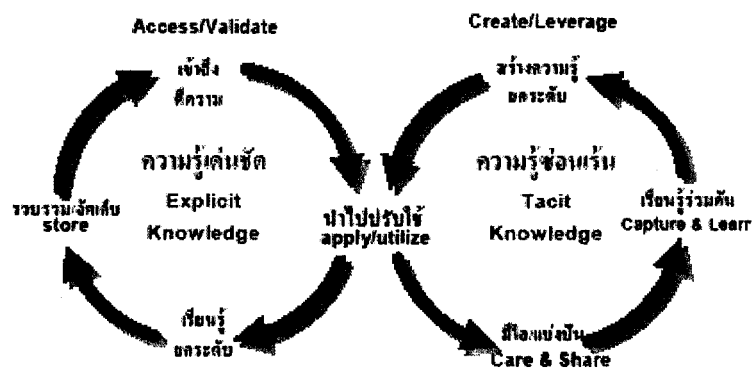 Access/Validate
เข้าถึง
ตีความ
ความรู้เด่นชัด
Explicit
Knowledge
รวบรวม/จัดเก็บ
store
เรียนรู้
ยกระดับ
นำไปปรับใช้
apply/utilize
Create/Leverage
สร้างความรู้
ยกระดับ
ความรู้ซ่อนเร้น
Tacit
Knowledge
เรียนรู้ร่วมกัน
Capture & Learn
มีใจ/แบ่งปัน
Care & Share